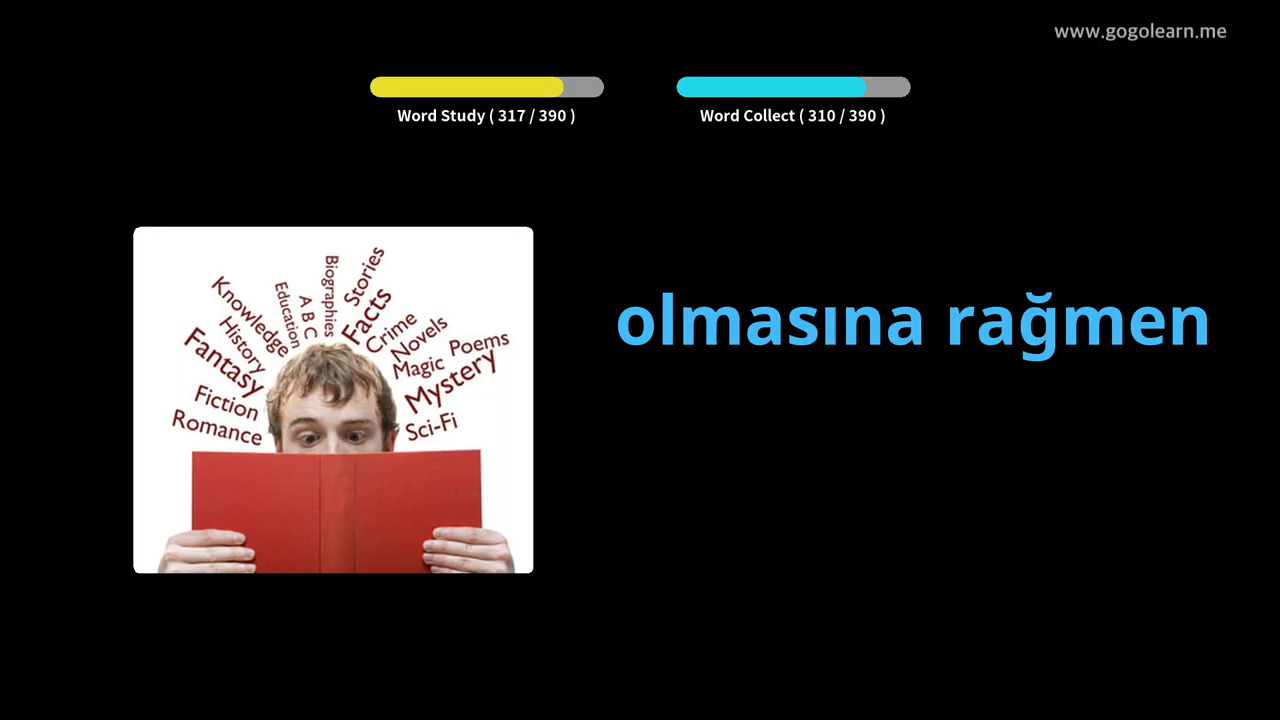 www.gogolearn.me
Word Study ( 317 / 390 )
Word Collect ( 310 / 390 )
olmasına rağmen
Knowledge
History
Fantasy
Fiction
Romance
Education
A B C
Biographies
Stories
Facts
Crime
Novels
Magic
Poems
Mystery
Sci-Fi